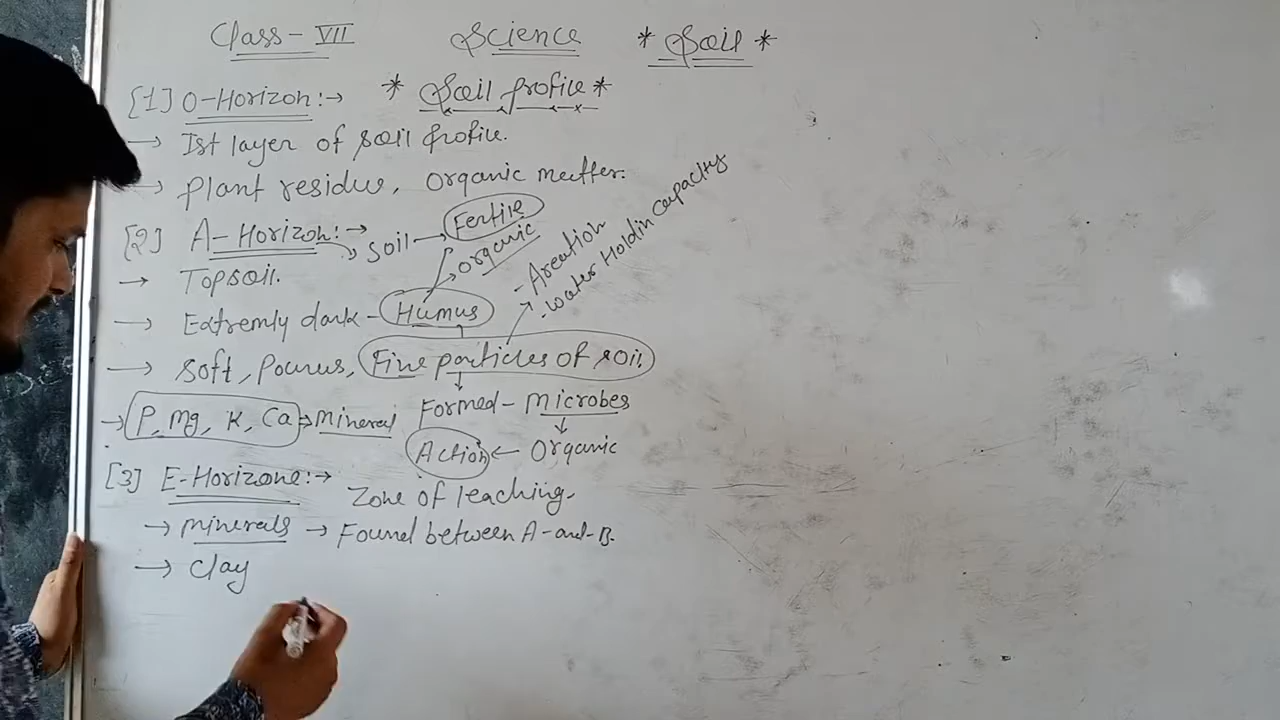 Class - VII Science * Soil *
* Soil profile *
[1] O-Horizon:→
→ Ist layer of soil profile.
→ plant residue, organic matter.
[2] A-Horizon:→ soil → Fertile
organic
→ Topsoil.
→ Extremly dark - Humus
- Areation
- water Holdin capacity
→ soft, Pourus, Fine particles of soil.
→ P, Mg, K, Ca → mineral Formed - microbes
Action ← Organic
[3] E-Horizone:→ Zone of leaching.
→ minerals → Found between A-and-B.
→ clay